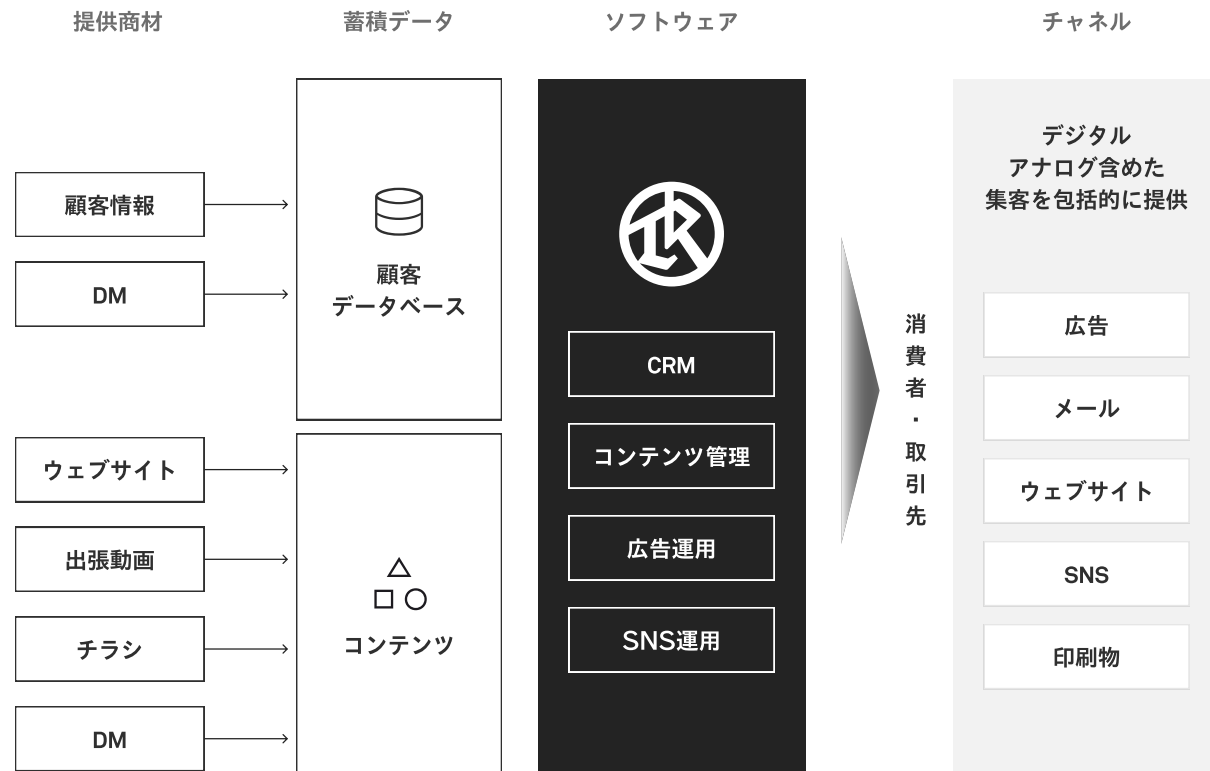 提供商材
蓄積データ
ソフトウェア
チャネル
顧客情報
DM
ウェブサイト
出張動画
チラシ
DM
顧客
データベース
コンテンツ
CRM
コンテンツ管理
広告運用
SNS運用
消費者・取引先
デジタル
アナログ含めた
集客を包括的に提供
広告
メール
ウェブサイト
SNS
印刷物